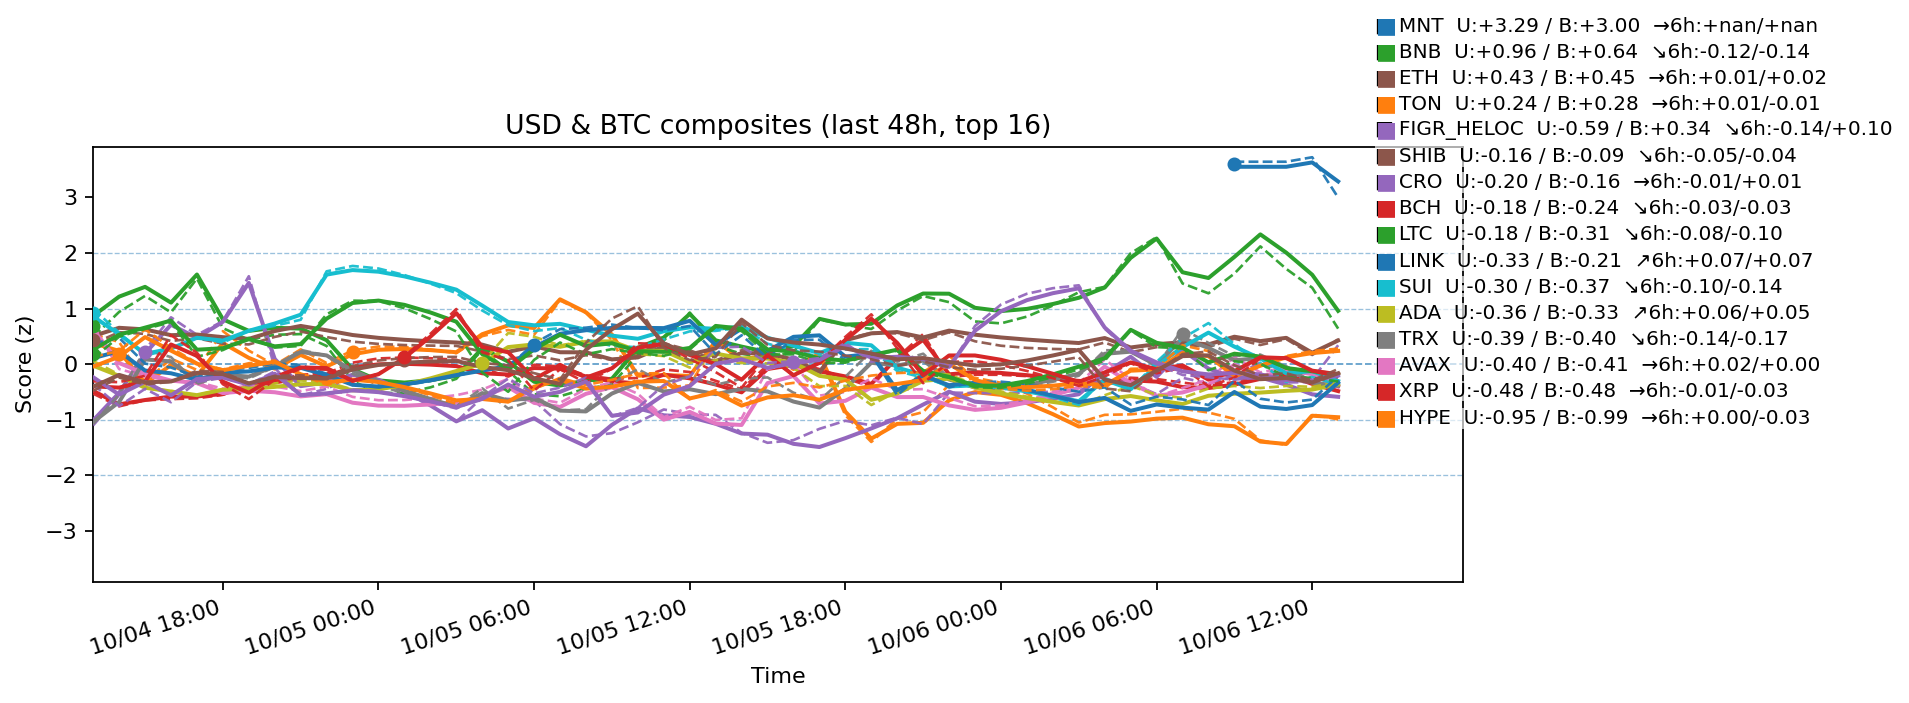 MNT U:+3.29 / B:+3.00 →6h:+nan/+nan
BNB U:+0.96 / B:+0.64 ↘6h:-0.12/-0.14
ETH U:+0.43 / B:+0.45 →6h:+0.01/+0.02
TON U:+0.24 / B:+0.28 →6h:+0.01/-0.01
FIGR_HELOC U:-0.59 / B:+0.34 ↘6h:-0.14/+0.10
SHIB U:-0.16 / B:-0.09 ↘6h:-0.05/-0.04
CRO U:-0.20 / B:-0.16 →6h:-0.01/+0.01
BCH U:-0.18 / B:-0.24 ↘6h:-0.03/-0.03
LTC U:-0.18 / B:-0.31 ↘6h:-0.08/-0.10
LINK U:-0.33 / B:-0.21 ↗6h:+0.07/+0.07
SUI U:-0.30 / B:-0.37 ↘6h:-0.10/-0.14
ADA U:-0.36 / B:-0.33 ↗6h:+0.06/+0.05
TRX U:-0.39 / B:-0.40 ↘6h:-0.14/-0.17
AVAX U:-0.40 / B:-0.41 →6h:+0.02/+0.00
XRP U:-0.48 / B:-0.48 →6h:-0.01/-0.03
HYPE U:-0.95 / B:-0.99 →6h:+0.00/-0.03
USD & BTC composites (last 48h, top 16)
Score (z)
3
2
1
0
−1
−2
−3
10/04 18:00
10/05 00:00
10/05 06:00
10/05 12:00
10/05 18:00
10/06 00:00
10/06 06:00
10/06 12:00
Time